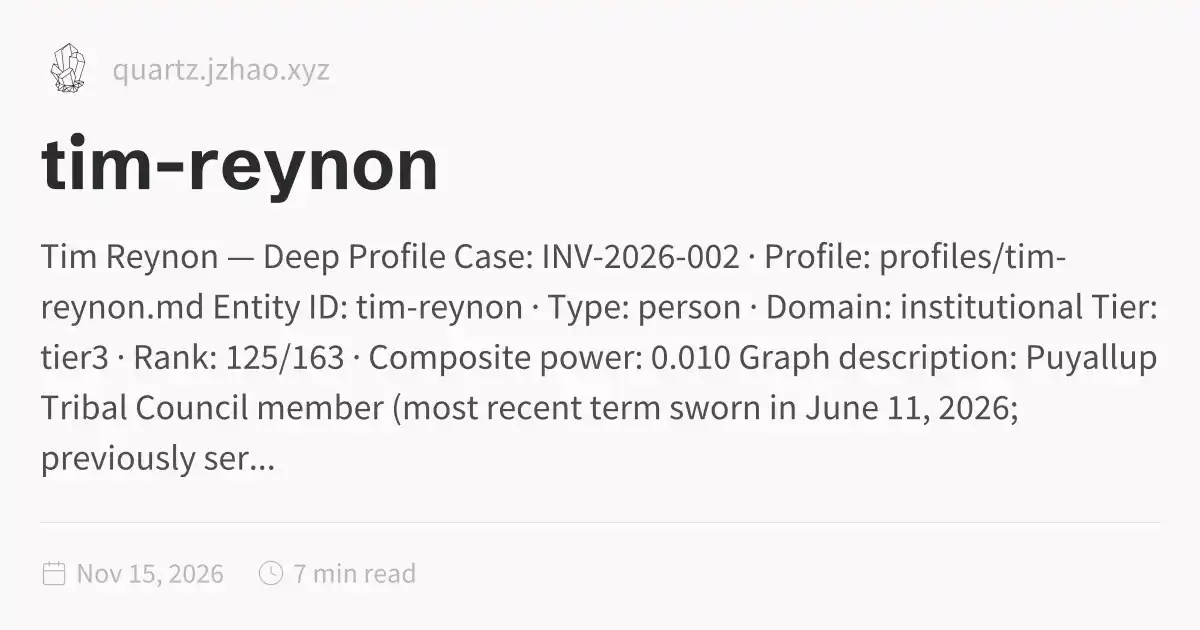 quartz.jzhao.xyz
tim-reynon
Tim Reynon — Deep Profile Case: INV-2026-002 · Profile: profiles/tim-
reynon.md Entity ID: tim-reynon · Type: person · Domain: institutional Tier:
tier3 · Rank: 125/163 · Composite power: 0.010 Graph description: Puyallup
Tribal Council member (most recent term sworn in June 11, 2026;
previously ser...
Nov 15, 2026 7 min read